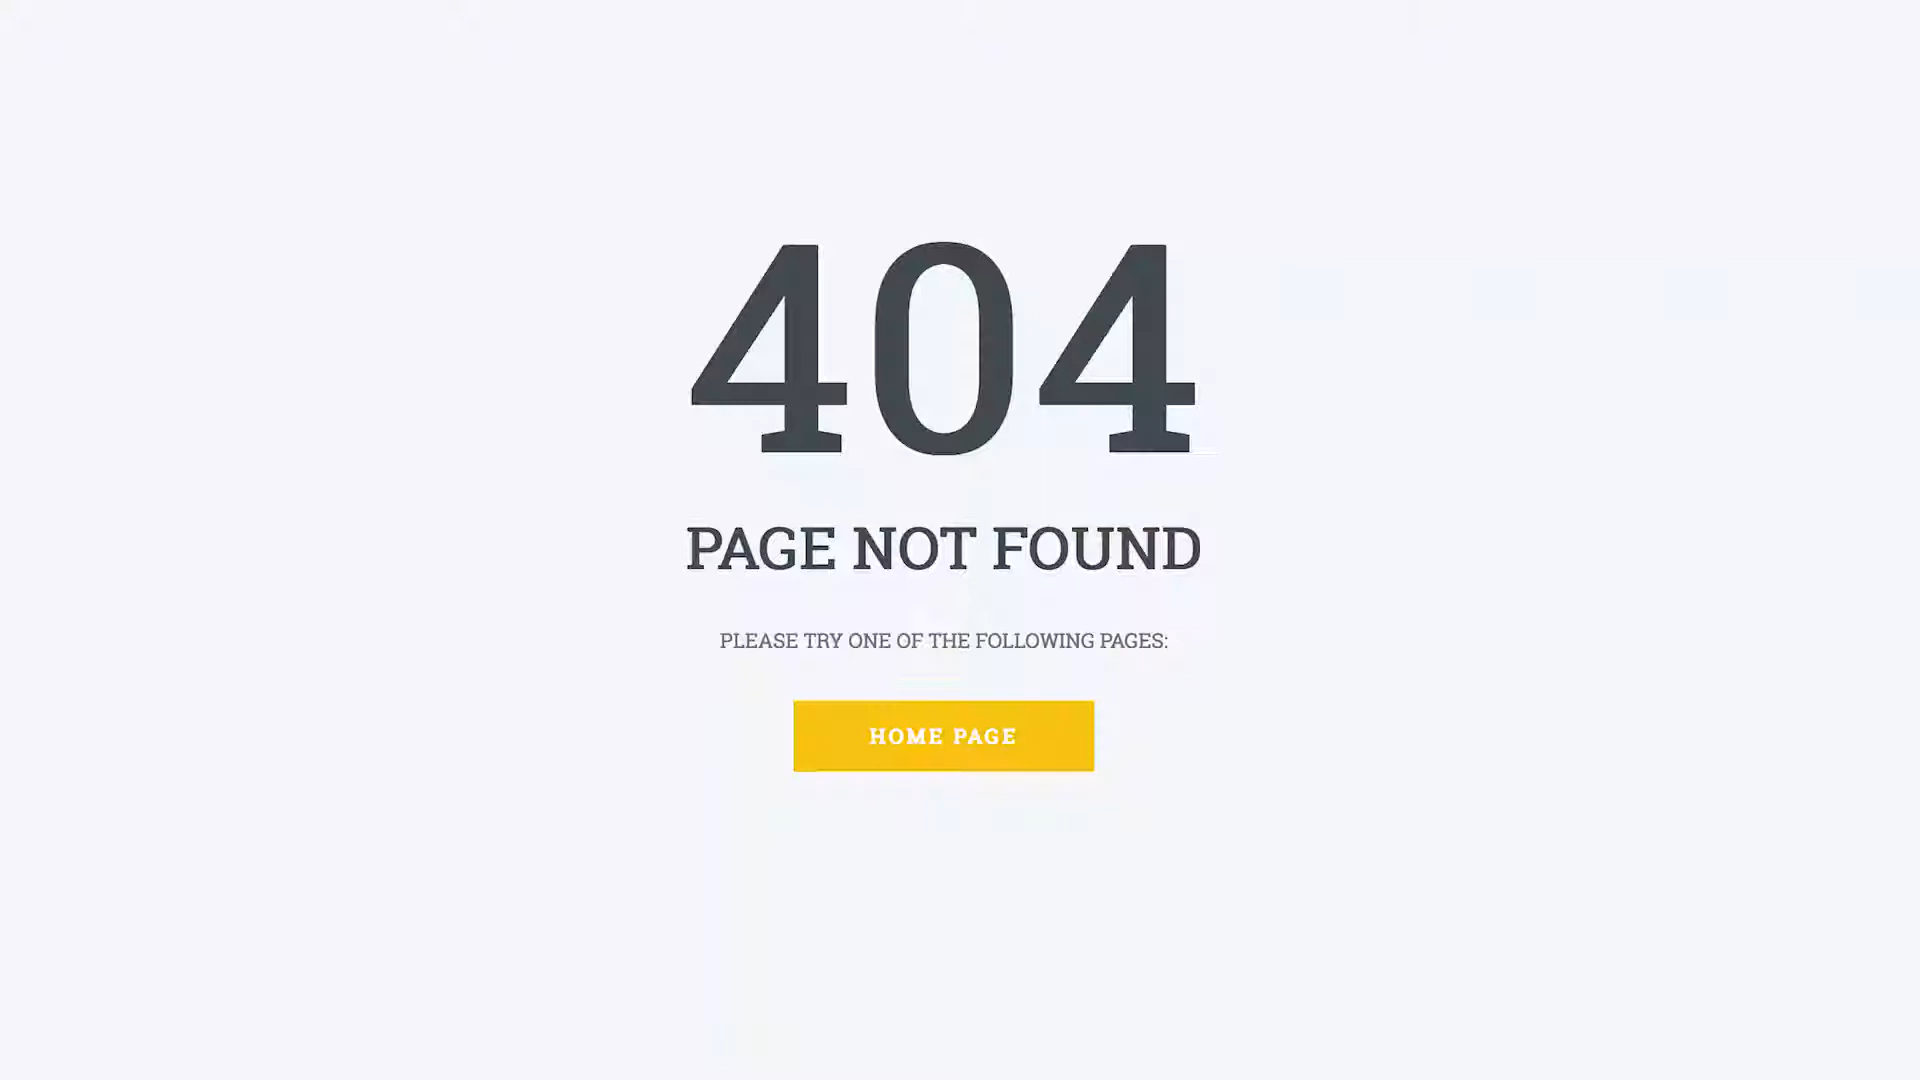 404
PAGE NOT FOUND
PLEASE TRY ONE OF THE FOLLOWING PAGES:
HOME PAGE